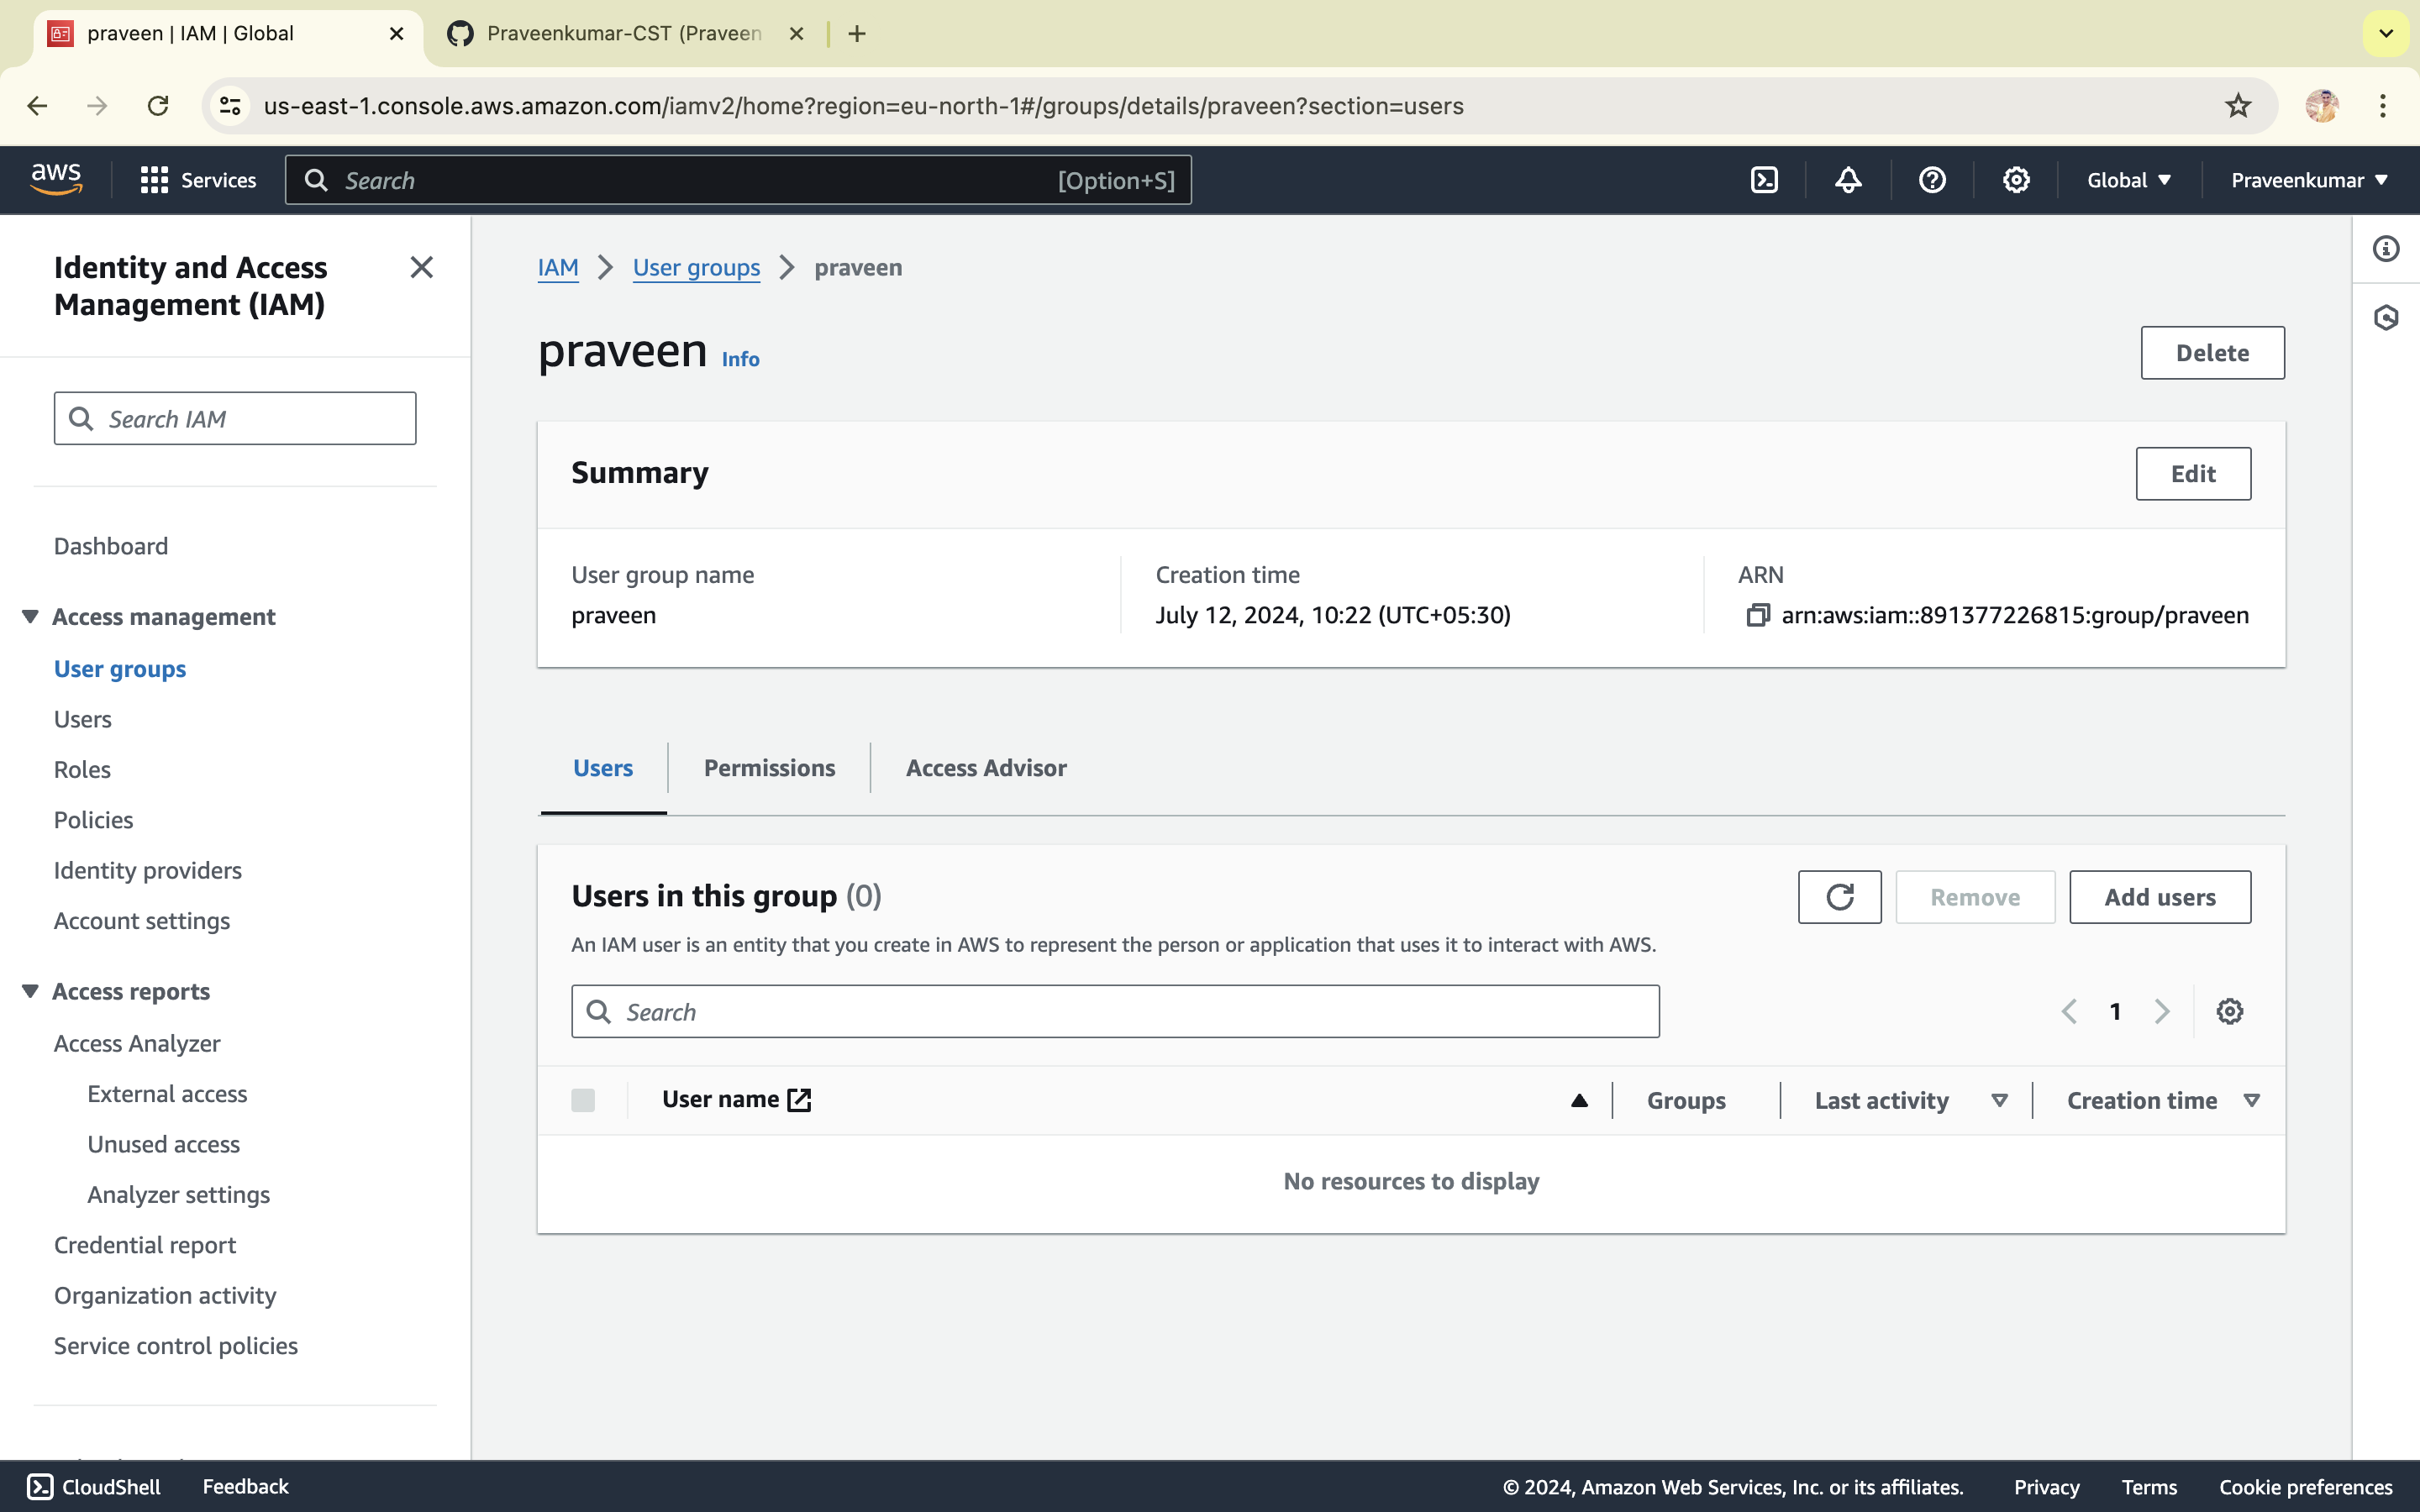 praveen | IAM | Global
Praveenkumar-CST (Praveen
us-east-1.console.aws.amazon.com/iamv2/home?region=eu-north-1#/groups/details/praveen?section=users
aws
Services
Search
[Option+S]
Global
Praveenkumar
Identity and Access
Management (IAM)
Search IAM
Dashboard
Access management
User groups
Users
Roles
Policies
Identity providers
Account settings
Access reports
Access Analyzer
External access
Unused access
Analyzer settings
Credential report
Organization activity
Service control policies
IAM
User groups
praveen
praveen Info
Delete
Summary
Edit
User group name
praveen
Creation time
July 12, 2024, 10:22 (UTC+05:30)
ARN
arn:aws:iam::891377226815:group/praveen
Users
Permissions
Access Advisor
Users in this group (0)
Remove
Add users
An IAM user is an entity that you create in AWS to represent the person or application that uses it to interact with AWS.
Search
1
User name
Groups
Last activity
Creation time
No resources to display
CloudShell
Feedback
© 2024, Amazon Web Services, Inc. or its affiliates.
Privacy
Terms
Cookie preferences